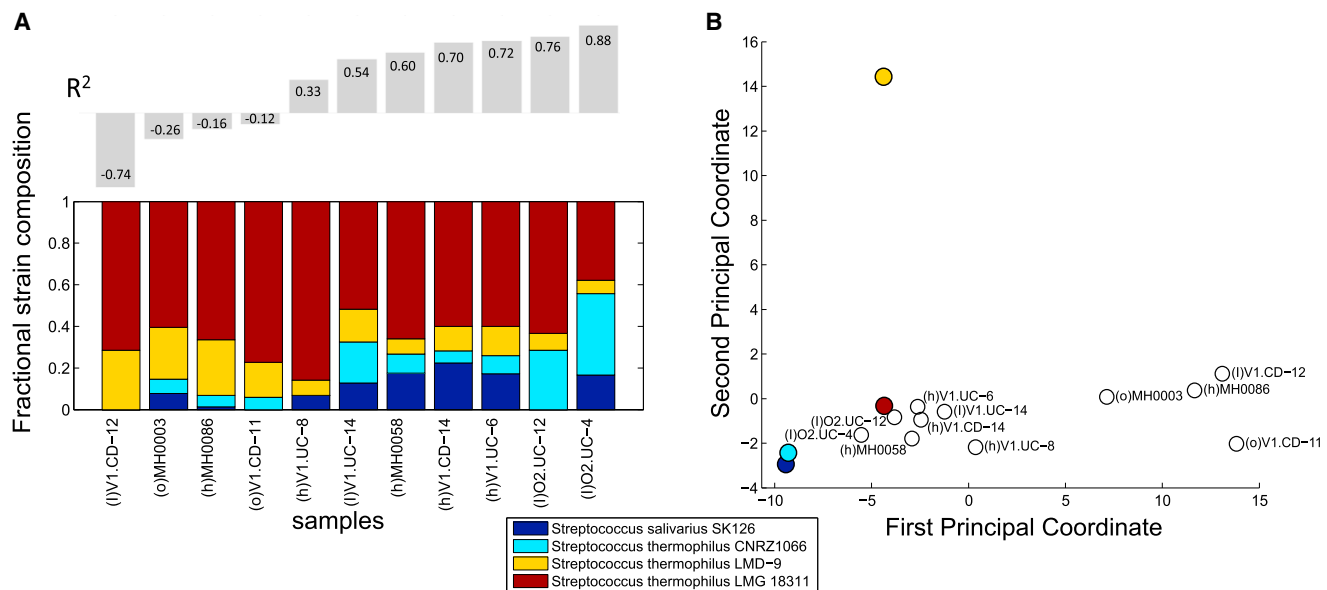 A
R2
-0.74
-0.26
-0.16
-0.12
0.33
0.54
0.60
0.70
0.72
0.76
0.88
Fractional strain composition
1
0.8
0.6
0.4
0.2
0
(l)V1.CD-12
(o)MH0003
(h)MH0086
(o)V1.CD-11
(h)V1.UC-8
(l)V1.UC-14
(h)MH0058
(h)V1.CD-14
(h)V1.UC-6
(l)O2.UC-12
(l)O2.UC-4
samples
B
Second Principal Coordinate
16
14
12
10
8
6
4
2
0
−2
−4
(l)V1.CD-12
(h)MH0086
(o)MH0003
(h)V1.UC-6
(l)V1.UC-14
(l)O2.UC-12
(h)V1.CD-14
(l)O2.UC-4
(h)MH0058
(h)V1.UC-8
(o)V1.CD-11
−10
−5
0
5
10
15
First Principal Coordinate
Streptococcus salivarius SK126
Streptococcus thermophilus CNRZ1066
Streptococcus thermophilus LMD−9
Streptococcus thermophilus LMG 18311